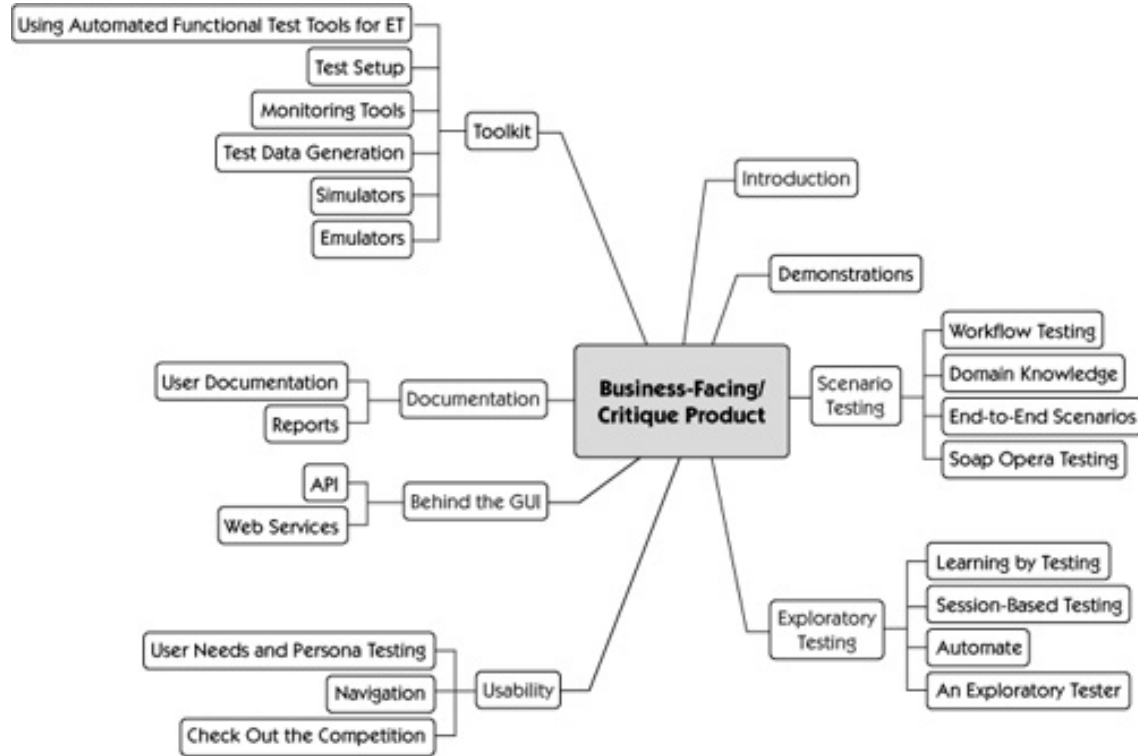 Using Automated Functional Test Tools for ET
Test Setup
Monitoring Tools
Test Data Generation
Simulators
Emulators
Toolkit
Introduction
Demonstrations
Business-Facing/
Critique Product
Scenario
Testing
Workflow Testing
Domain Knowledge
End-to-End Scenarios
Soap Opera Testing
User Documentation
Reports
Documentation
API
Web Services
Behind the GUI
Learning by Testing
Session-Based Testing
Automate
An Exploratory Tester
Exploratory
Testing
User Needs and Persona Testing
Navigation
Check Out the Competition
Usability